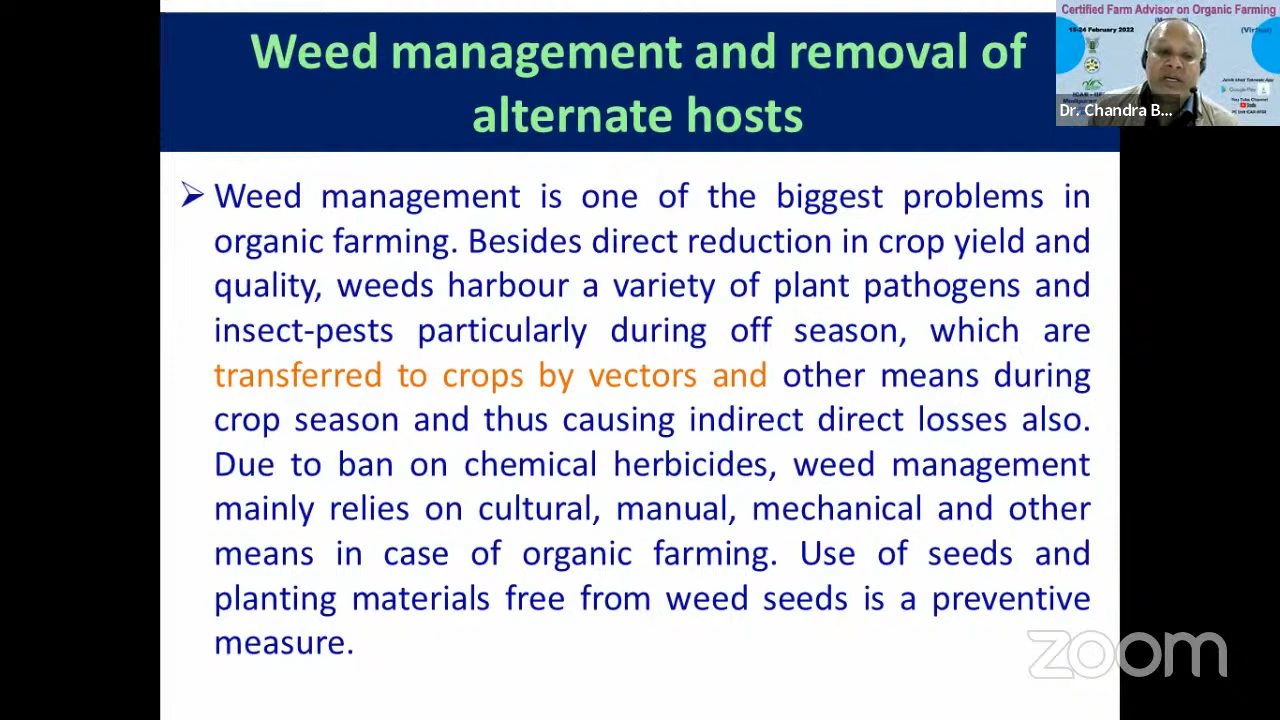 Weed management and removal of
alternate hosts
Weed management is one of the biggest problems in
organic farming. Besides direct reduction in crop yield and
quality, weeds harbour a variety of plant pathogens and
insect-pests particularly during off season, which are
transferred to crops by vectors and other means during
crop season and thus causing indirect direct losses also.
Due to ban on chemical herbicides, weed management
mainly relies on cultural, manual, mechanical and other
means in case of organic farming. Use of seeds and
planting materials free from weed seeds is a preventive
measure.
Certified Farm Advisor on Organic Farming
February 2022
(Virtual)
Dr. Chandra B...
zoom